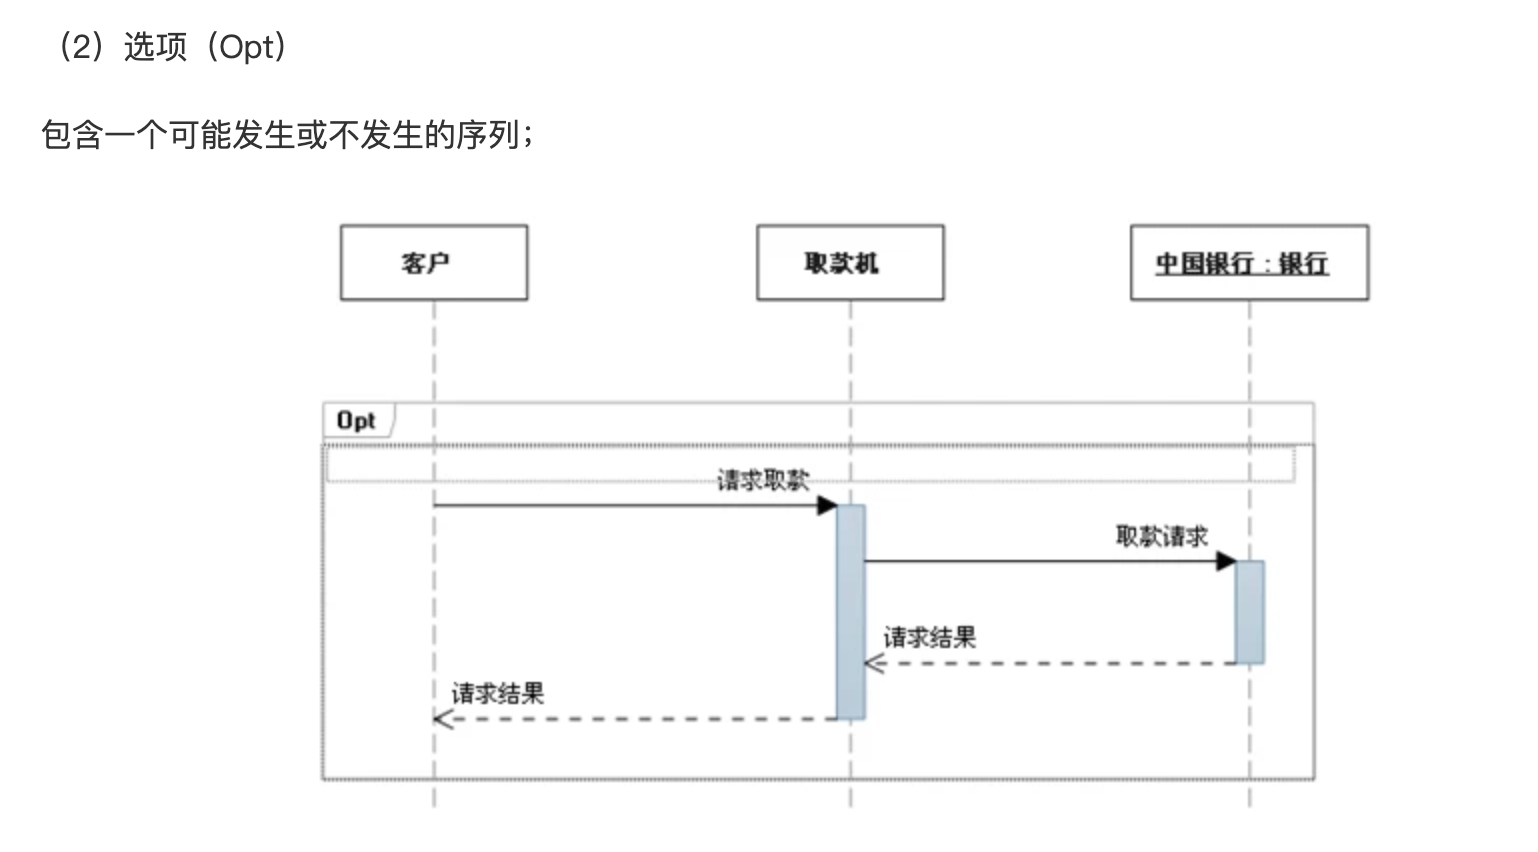 （2）选项（Opt）
包含一个可能发生或不发生的序列；
客户
取款机
中国银行：银行
Opt
请求取款
取款请求
请求结果
请求结果